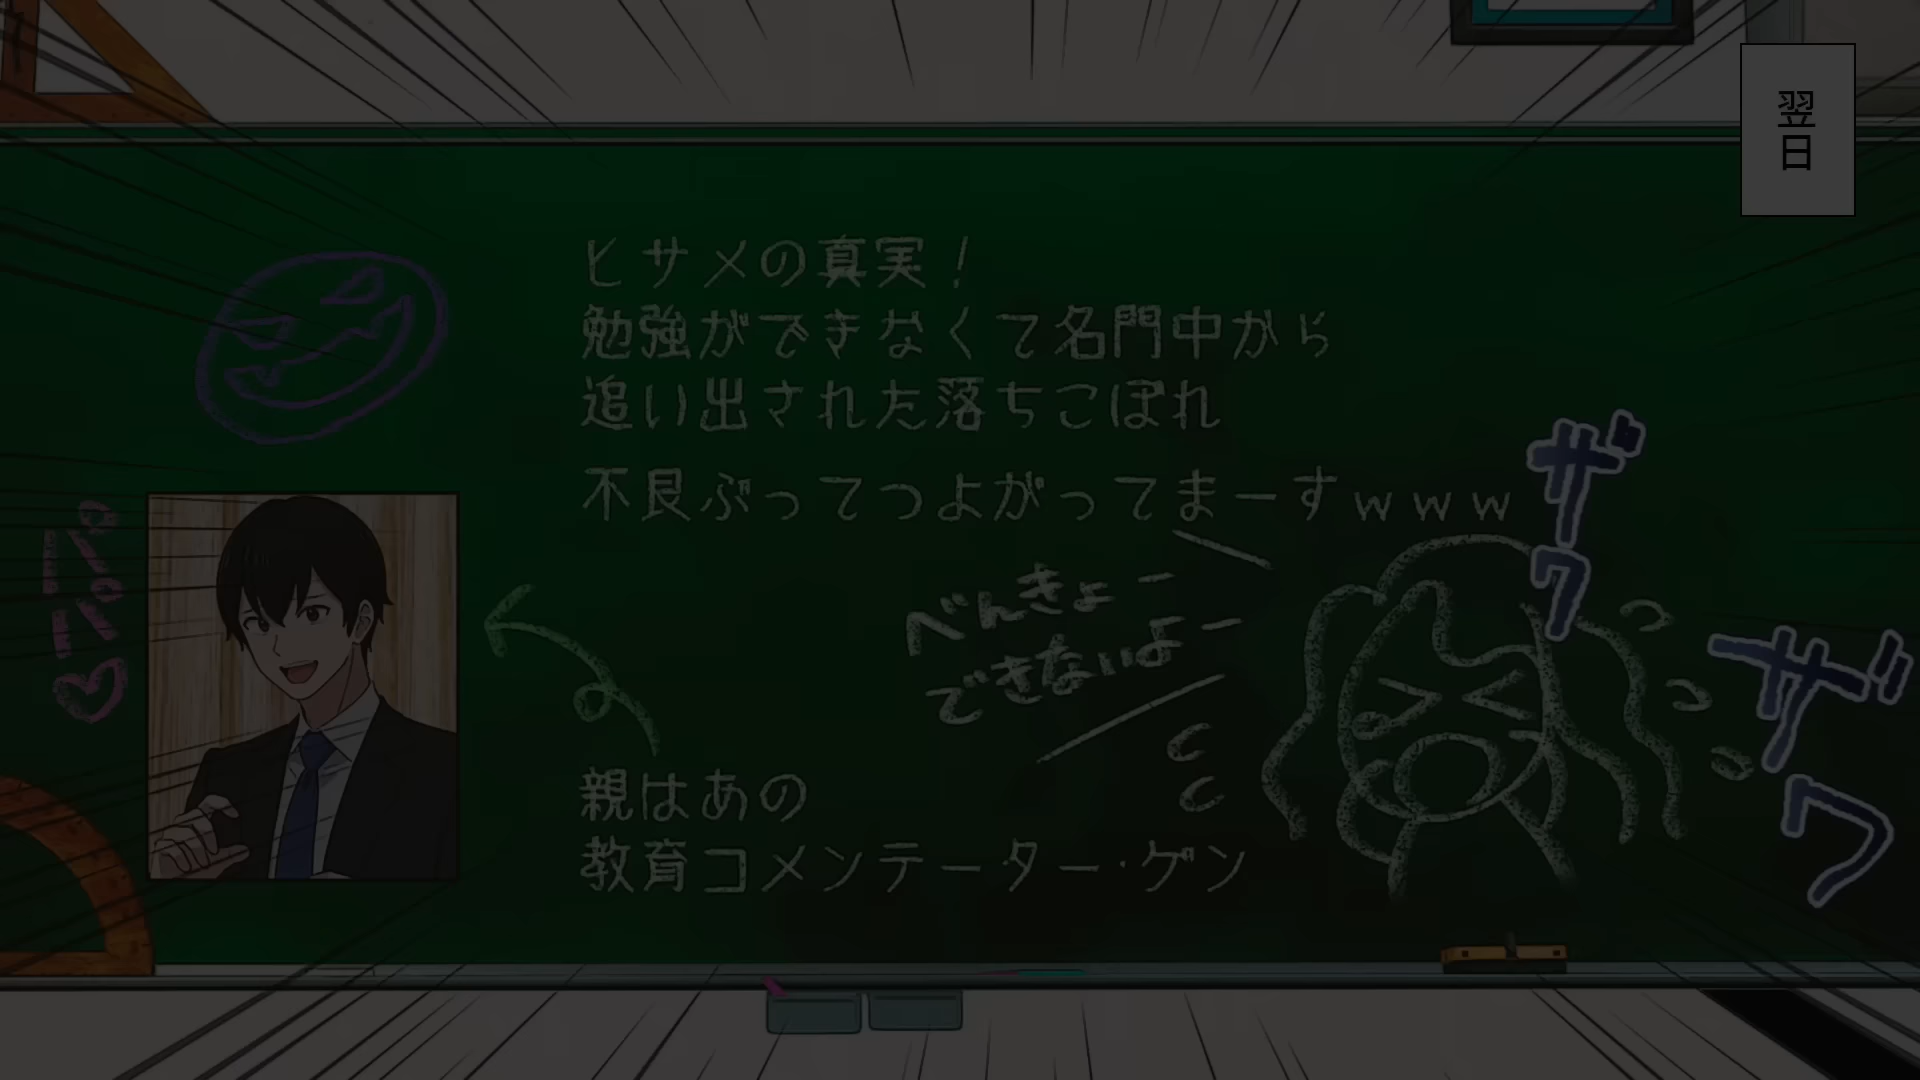 翌日
ヒサメの真実！
勉強ができなくて名門中から
追い出された落ちこぼれ
不良ぶってつよがってまーすｗｗｗ
べんきょー
できないよー
パパ♡
親はあの
教育コメンテーター・ゲン
ザワ
ザワ